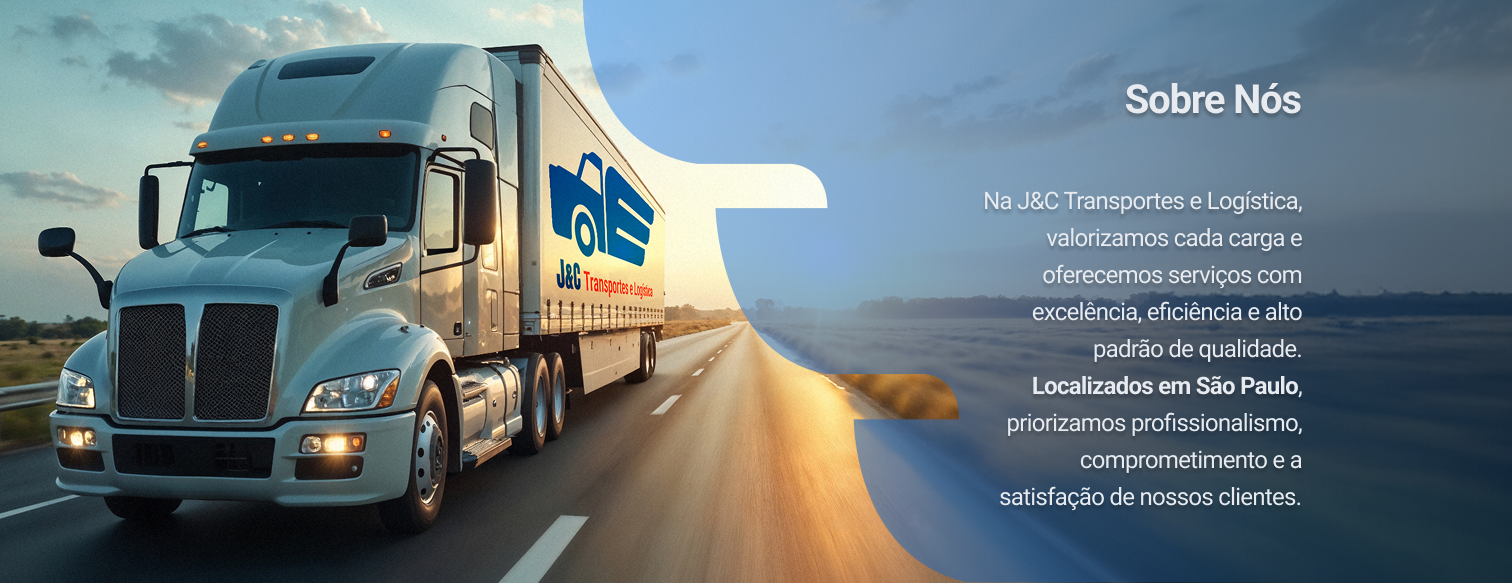 J&C Transportes e Logística
Sobre Nós
Na J&C Transportes e Logística,
valorizamos cada carga e
oferecemos serviços com
excelência, eficiência e alto
padrão de qualidade.
Localizados em São Paulo,
priorizamos profissionalismo,
comprometimento e a
satisfação de nossos clientes.